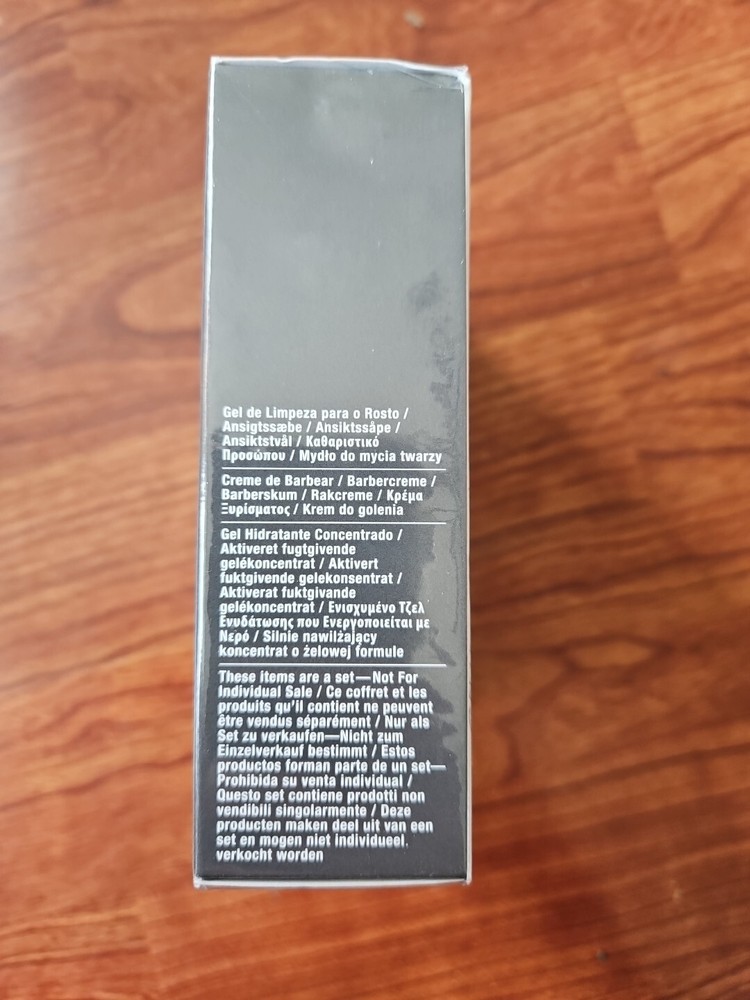 Gel de Limpeza para o Rosto /
Ansigtssæbe / Ansiktssåpe /
Ansiktstvål / Καθαριστικό
Προσώπου / Mydło do mycia twarzy
Creme de Barbear / Barbercreme /
Barberskum / Rakcreme / Κρέμα
Ξυρίσματος / Krem do golenia
Gel Hidratante Concentrado /
Aktiveret fugtgivende
gelékoncentrat / Aktivert
fuktgivende gelekonsentrat /
Aktiverat fuktgivande
gelékoncentrat / Ενισχυμένο Τζελ
Ενυδάτωσης που Ενεργοποιείται με
Νερό / Silnie nawilżający
koncentrat o żelowej formule
These items are a set—Not For
Individual Sale / Ce coffret et les
produits qu'il contient ne peuvent
être vendus séparément / Nur als
Set zu verkaufen—Nicht zum
Einzelverkauf bestimmt / Estos
productos forman parte de un set—
Prohibida su venta individual /
Questo set contiene prodotti non
vendibili singolarmente / Deze
producten maken deel uit van een
set en mogen niet individueel
verkocht worden